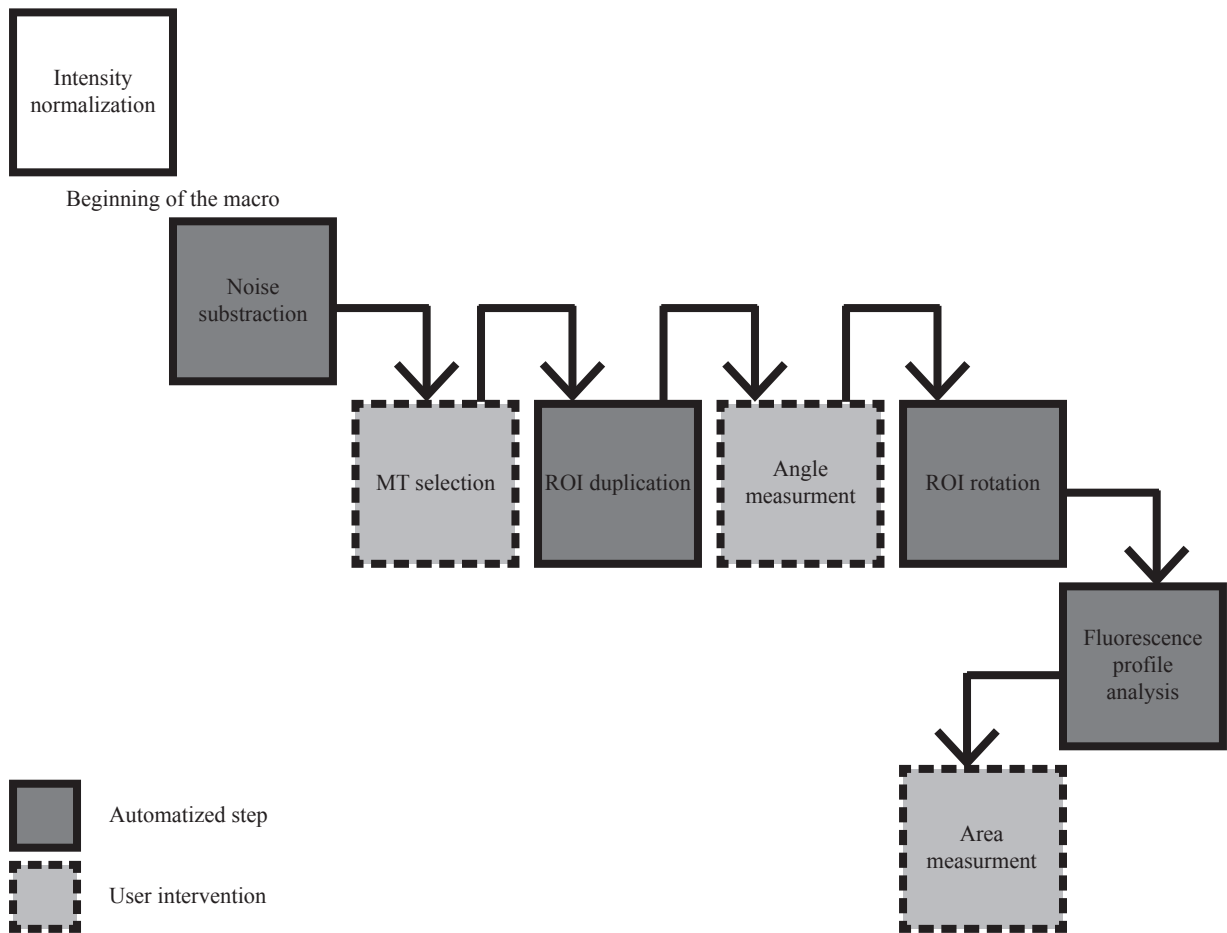 Intensity
normalization
Beginning of the macro
Noise
substraction
MT selection
ROI duplication
Angle
measurment
ROI rotation
Fluorescence
profile
analysis
Area
measurment
Automatized step
User intervention